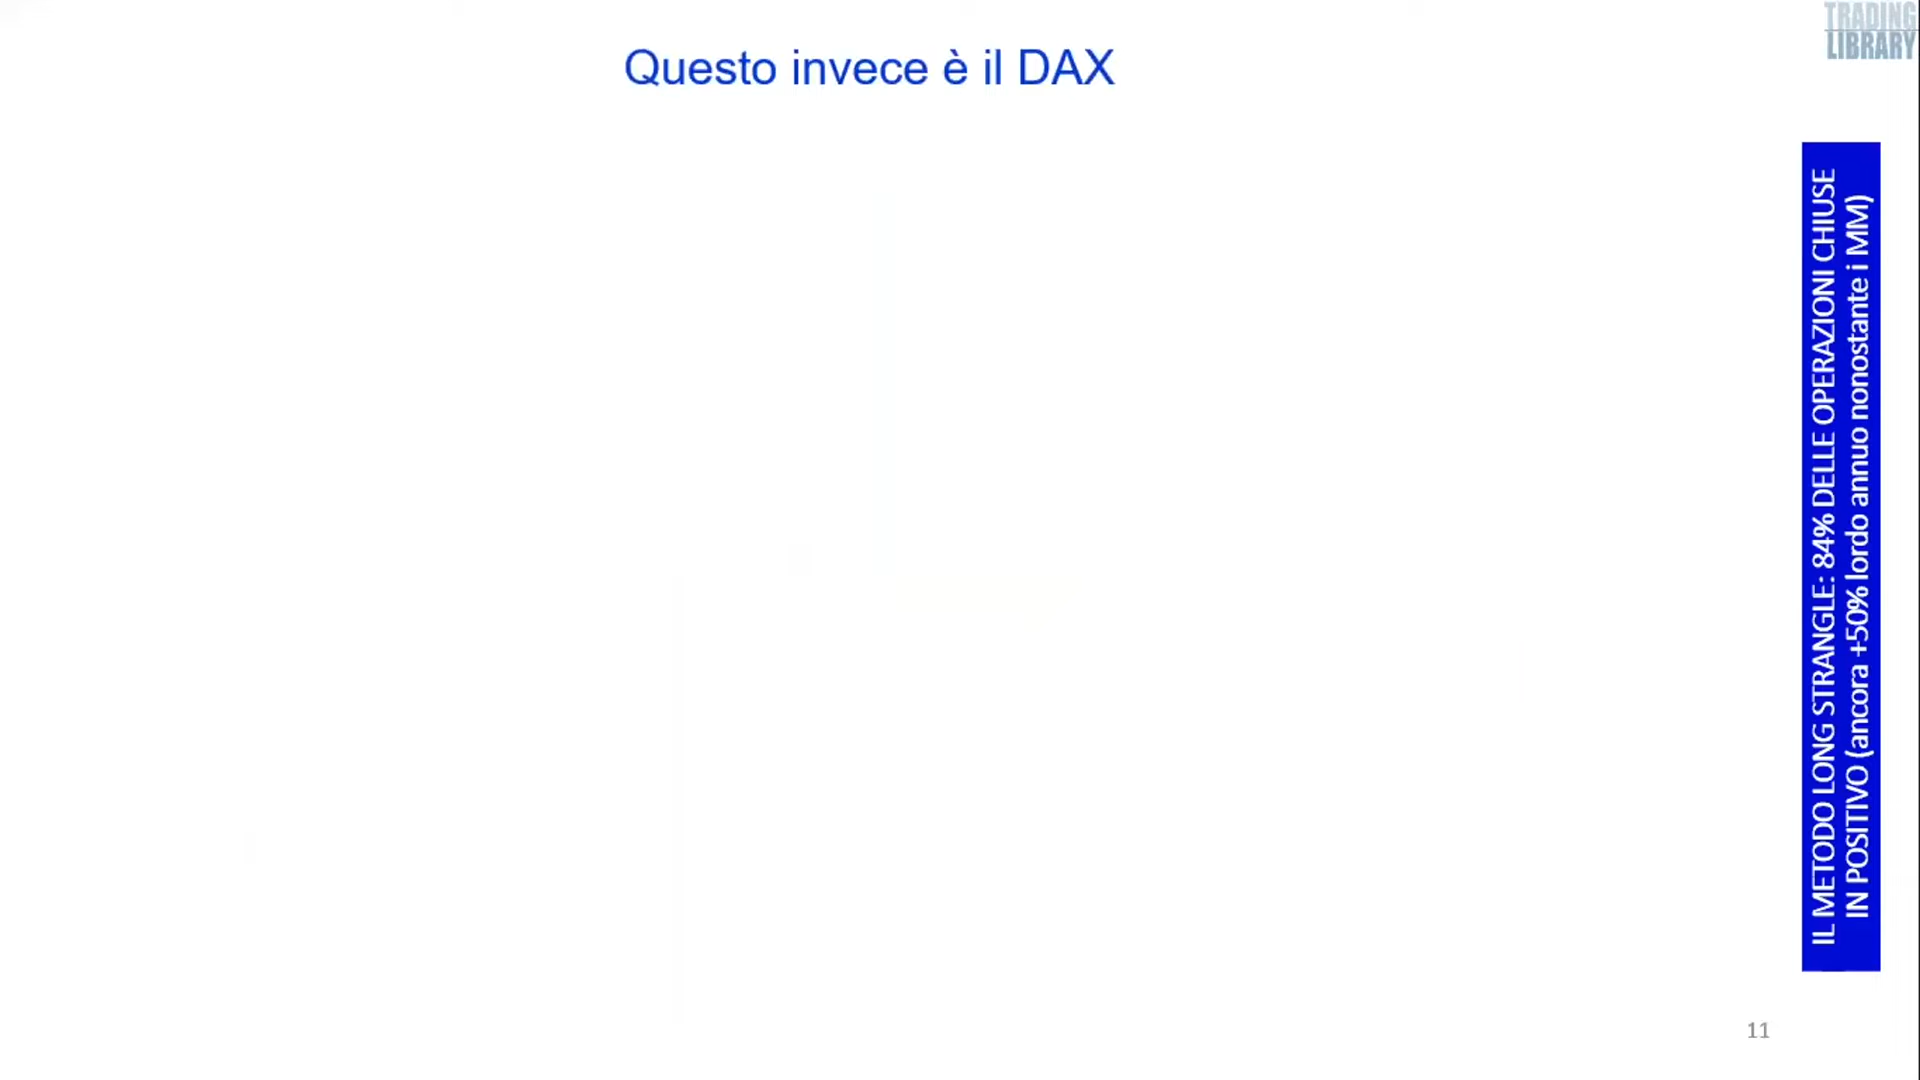 TRADING
LIBRARY
Questo invece è il DAX
IL METODO LONG STRANGLE: 84% DELLE OPERAZIONI CHIUSE
IN POSITIVO (ancora +50% lordo annuo nonostante i MM)
11